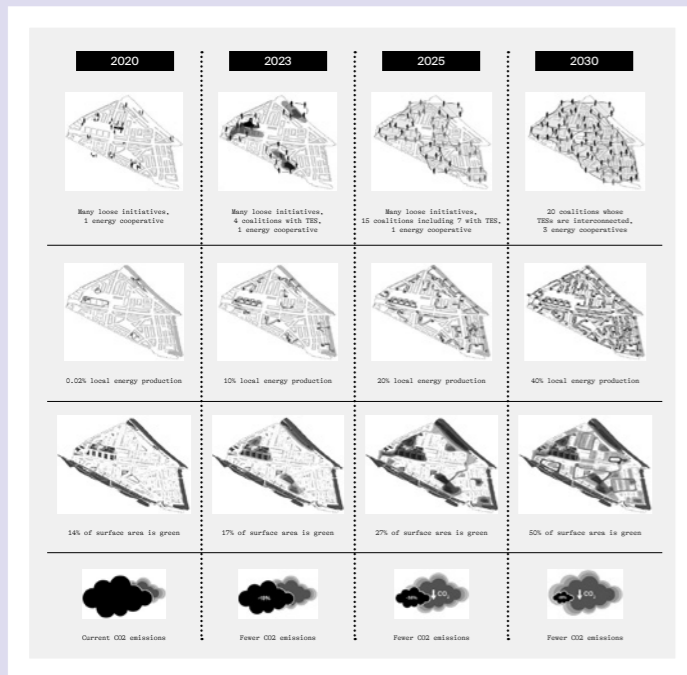 2020
2023
2025
2030
Many loose initiatives,
1 energy cooperative
Many loose initiatives,
4 coalitions with TES,
1 energy cooperative
Many loose initiatives,
15 coalitions including 7 with TES,
1 energy cooperative
20 coalitions whose
TESs are interconnected,
3 energy cooperatives
0.02% local energy production
10% local energy production
20% local energy production
40% local energy production
14% of surface area is green
17% of surface area is green
27% of surface area is green
50% of surface area is green
CO2
CO2
Current CO2 emissions
Fewer CO2 emissions
Fewer CO2 emissions
Fewer CO2 emissions